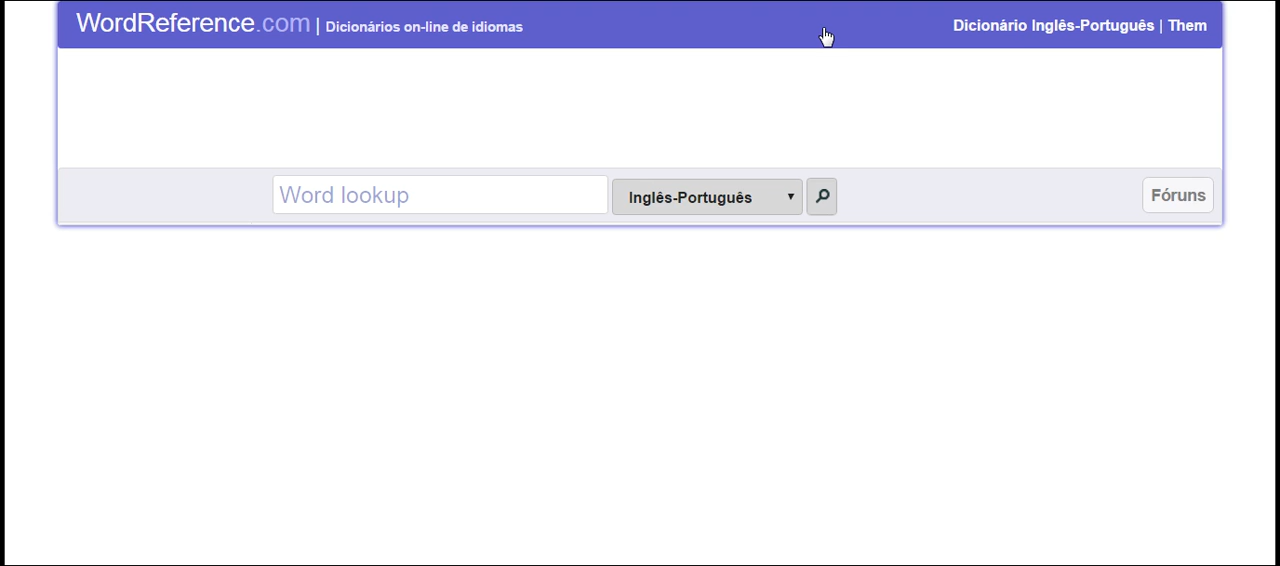 WordReference.com | Dicionários on-line de idiomas
Dicionário Inglês-Português | Them
Word lookup
Inglês-Português
Fóruns